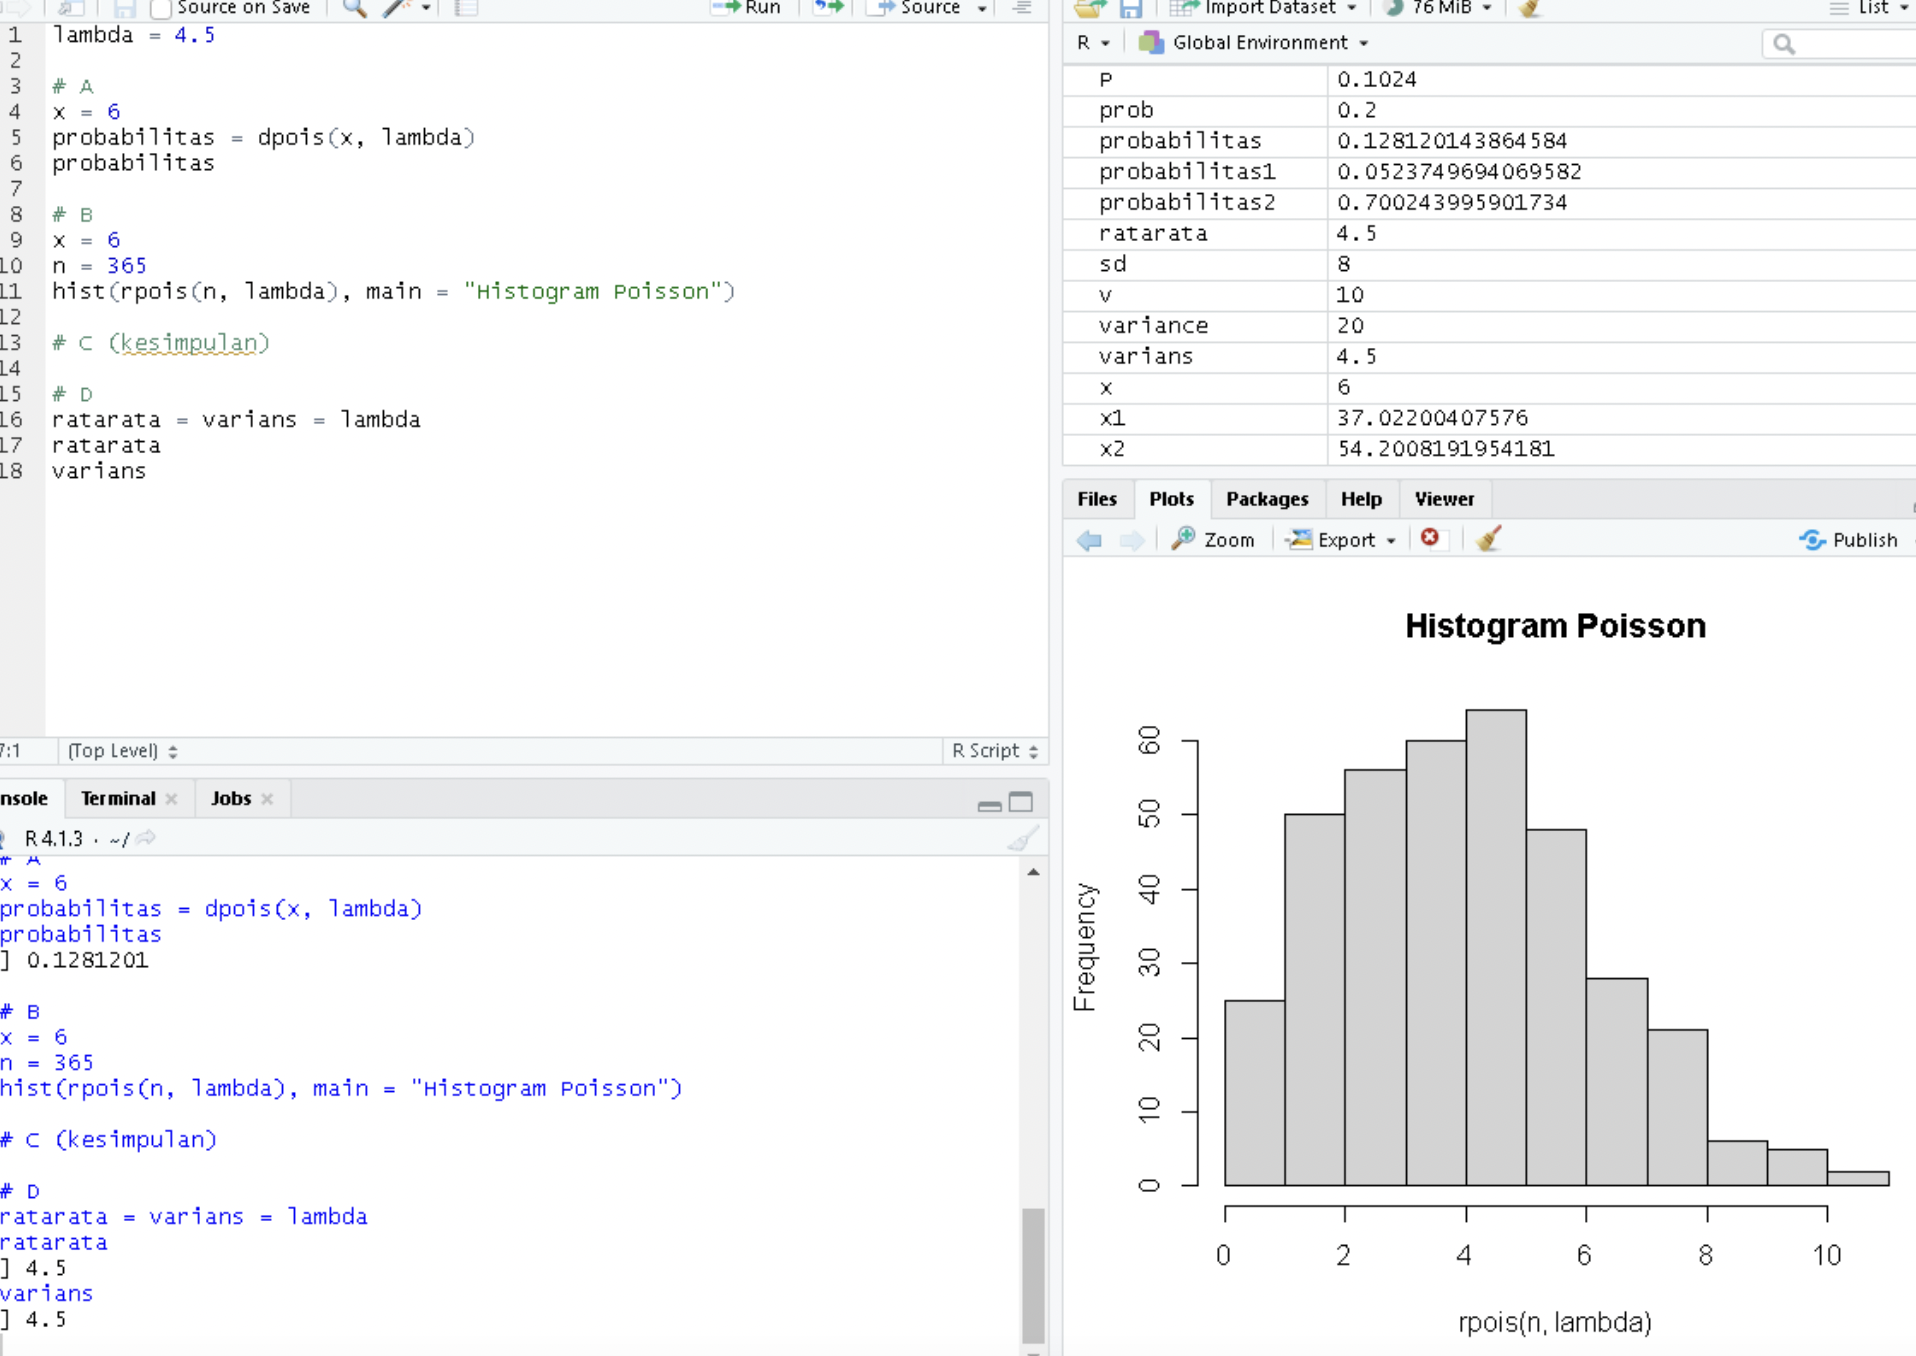 Source on Save
Run
Source
1 lambda = 4.5
2
3 # A
4 x = 6
5 probabilitas = dpois(x, lambda)
6 probabilitas
7
8 # B
9 x = 6
10 n = 365
11 hist(rpois(n, lambda), main = "Histogram Poisson")
12
13 # C (kesimpulan)
14
15 # D
16 ratarata = varians = lambda
17 ratarata
18 varians
7:1 (Top Level) R Script
nsole Terminal Jobs
R 4.1.3 · ~/
# A
x = 6
probabilitas = dpois(x, lambda)
probabilitas
] 0.1281201
# B
x = 6
n = 365
hist(rpois(n, lambda), main = "Histogram Poisson")
# C (kesimpulan)
# D
ratarata = varians = lambda
ratarata
] 4.5
varians
] 4.5
Import Dataset 76 MiB List
R Global Environment
P 0.1024
prob 0.2
probabilitas 0.128120143864584
probabilitas1 0.0523749694069582
probabilitas2 0.700243995901734
ratarata 4.5
sd 8
v 10
variance 20
varians 4.5
x 6
x1 37.02200407576
x2 54.2008191954181
Files Plots Packages Help Viewer
Zoom Export Publish
Histogram Poisson
Frequency
60
50
40
30
20
10
0
0 2 4 6 8 10
rpois(n, lambda)